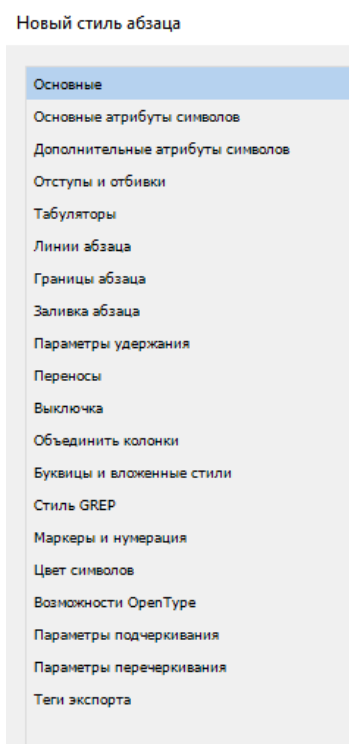 Новый стиль абзаца
Основные
Основные атрибуты символов
Дополнительные атрибуты символов
Отступы и отбивки
Табуляторы
Линии абзаца
Границы абзаца
Заливка абзаца
Параметры удержания
Переносы
Выключка
Объединить колонки
Буквицы и вложенные стили
Стиль GREP
Маркеры и нумерация
Цвет символов
Возможности OpenType
Параметры подчеркивания
Параметры перечеркивания
Теги экспорта